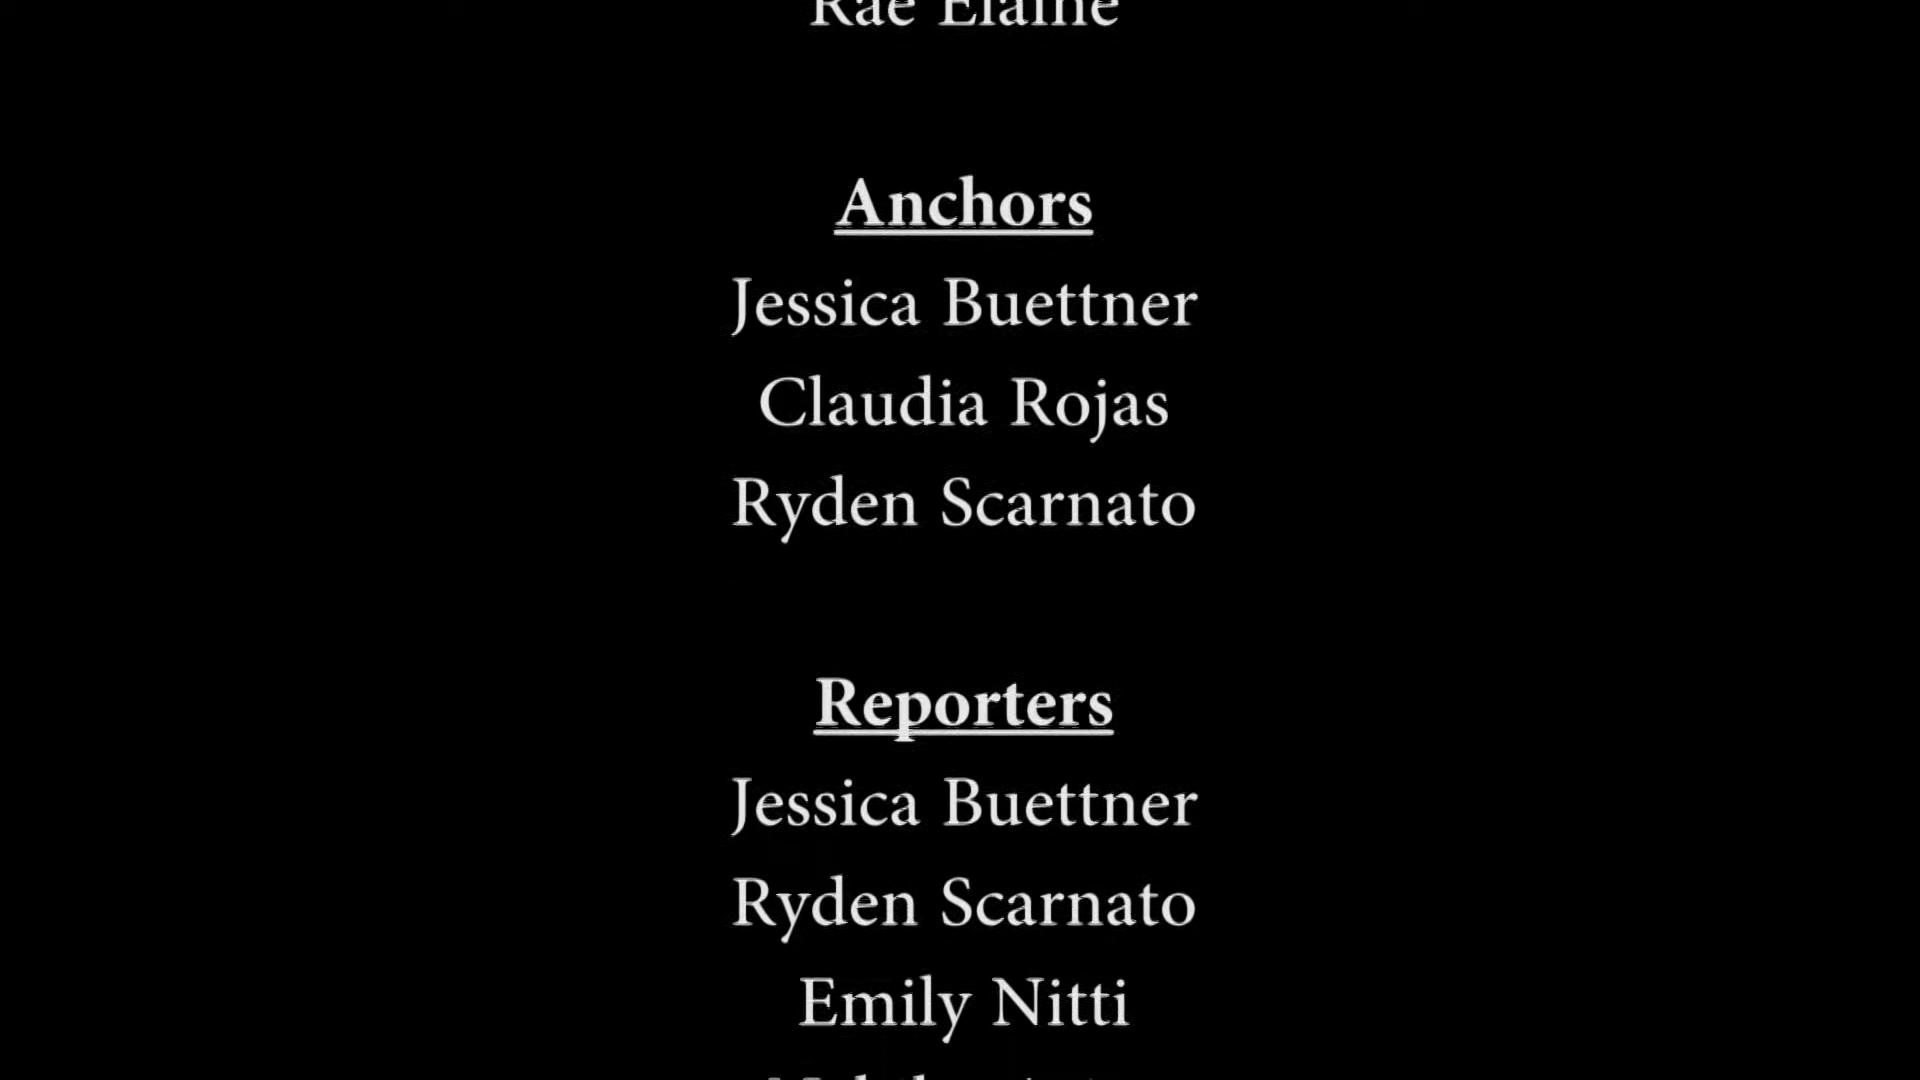 Rae Elaine
Anchors
Jessica Buettner
Claudia Rojas
Ryden Scarnato
Reporters
Jessica Buettner
Ryden Scarnato
Emily Nitti